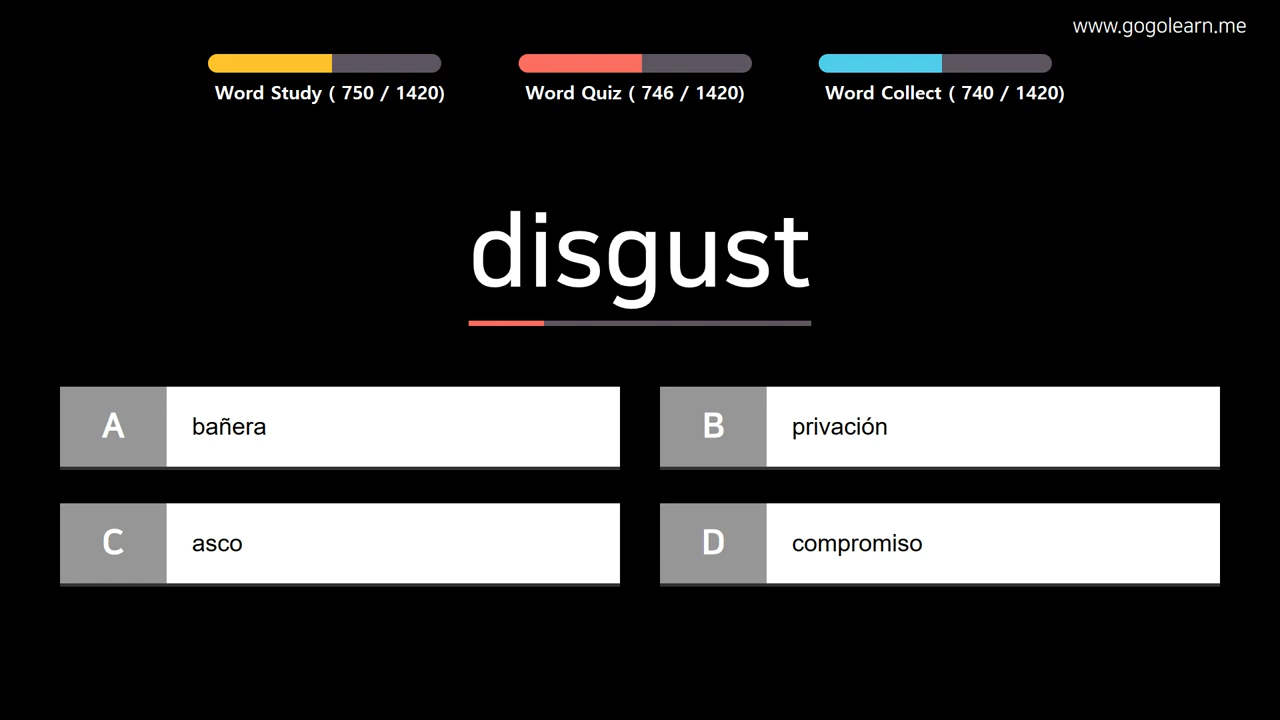 www.gogolearn.me
Word Study ( 750 / 1420)
Word Quiz ( 746 / 1420)
Word Collect ( 740 / 1420)
disgust
A bañera
B privación
C asco
D compromiso